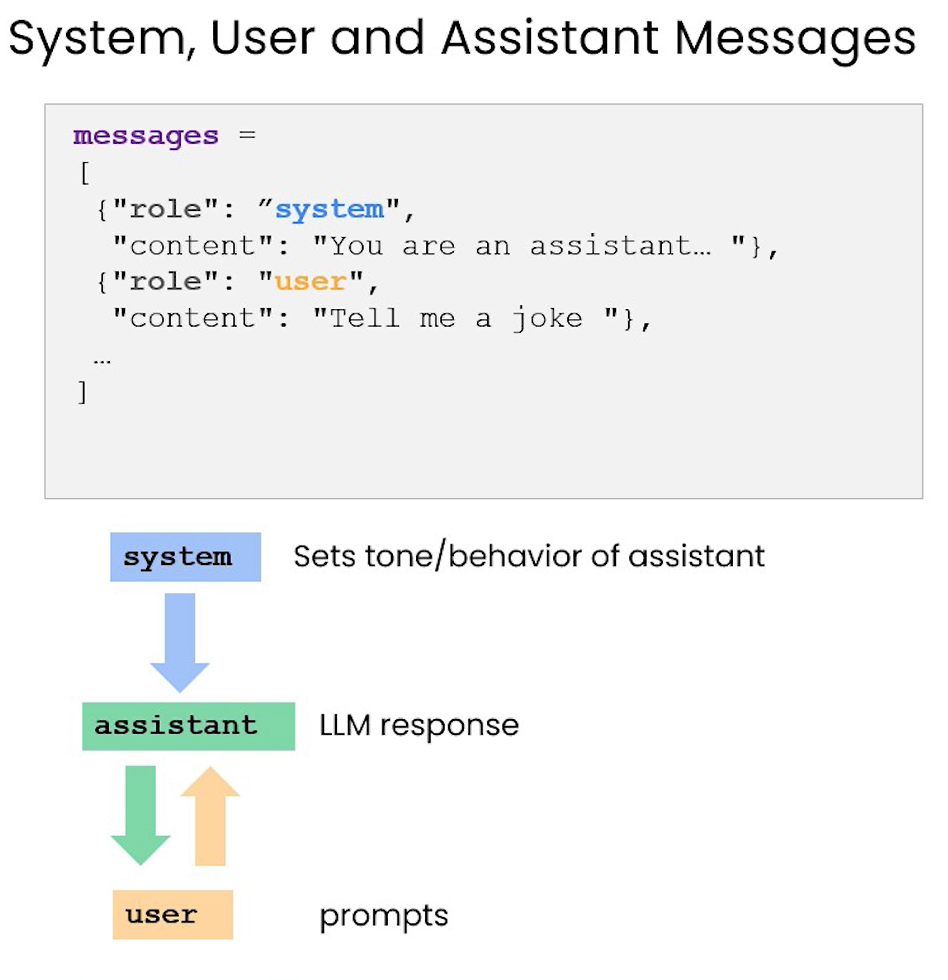 System, User and Assistant Messages
messages =
[
{"role": ”system",
"content": "You are an assistant… "},
{"role": "user",
"content": "Tell me a joke "},
…
]
system Sets tone/behavior of assistant
assistant LLM response
user prompts